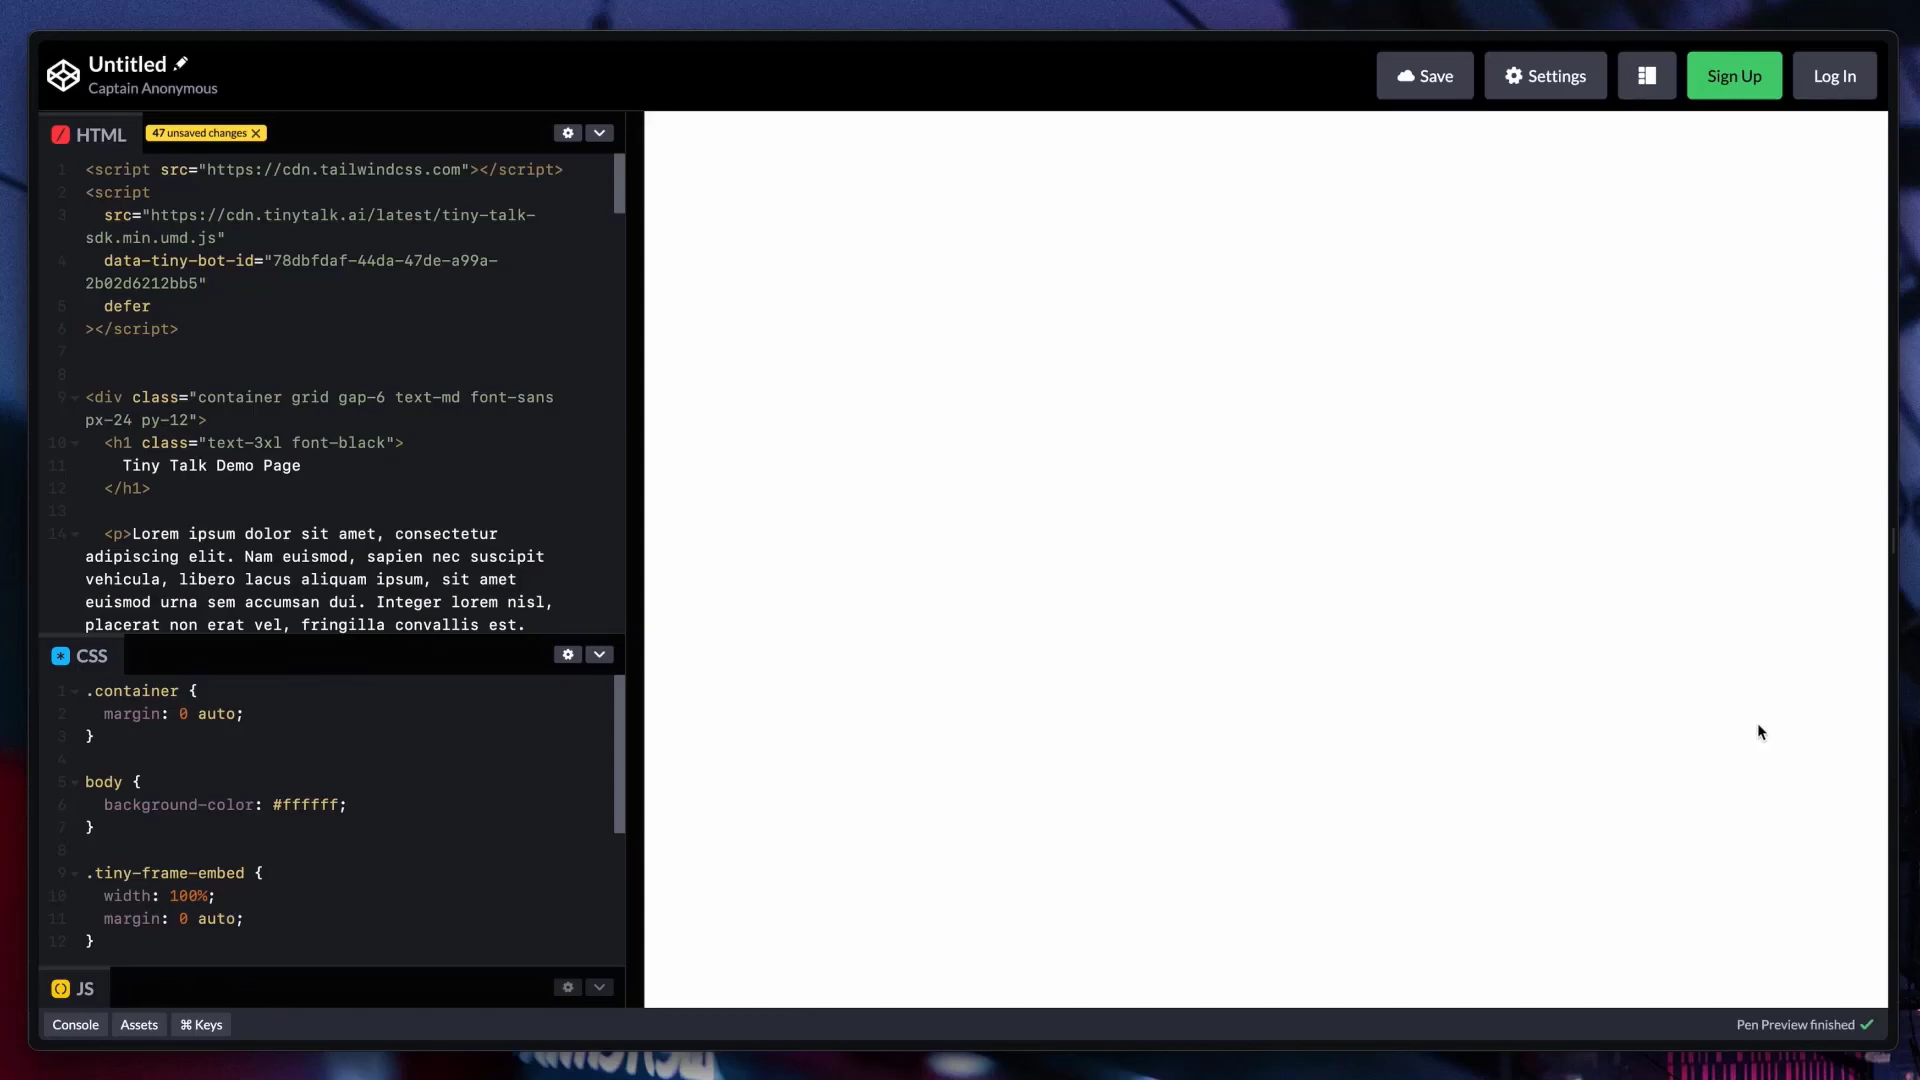 Untitled
Captain Anonymous
Save
Settings
Sign Up
Log In
HTML
47 unsaved changes
1 <script src="https://cdn.tailwindcss.com"></script>
2 <script
3 src="https://cdn.tinytalk.ai/latest/tiny-talk-
sdk.min.umd.js"
4 data-tiny-bot-id="78dbfdaf-44da-47de-a99a-
2b02d6212bb5"
5 defer
6 ></script>
7
8
9 <div class="container grid gap-6 text-md font-sans
px-24 py-12">
10 <h1 class="text-3xl font-black">
11 Tiny Talk Demo Page
12 </h1>
13
14 <p>Lorem ipsum dolor sit amet, consectetur
adipiscing elit. Nam euismod, sapien nec suscipit
vehicula, libero lacus aliquam ipsum, sit amet
euismod urna sem accumsan dui. Integer lorem nisl,
placerat non erat vel, fringilla convallis est.
CSS
1 .container {
2 margin: 0 auto;
3 }
4
5 body {
6 background-color: #ffffff;
7 }
8
9 .tiny-frame-embed {
10 width: 100%;
11 margin: 0 auto;
12 }
JS
Console
Assets
⌘ Keys
Pen Preview finished